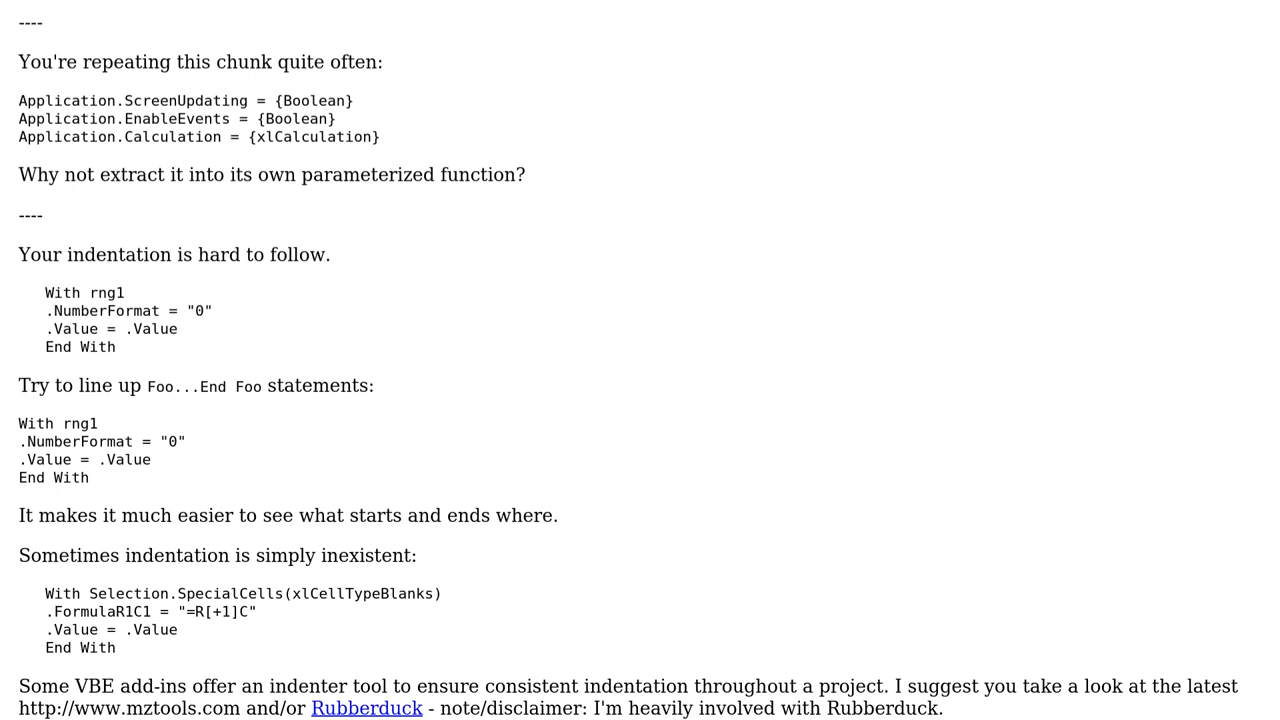 ----
You're repeating this chunk quite often:
Application.ScreenUpdating = {Boolean}
Application.EnableEvents = {Boolean}
Application.Calculation = {xlCalculation}
Why not extract it into its own parameterized function?
----
Your indentation is hard to follow.
With rng1
.NumberFormat = "0"
.Value = .Value
End With
Try to line up Foo...End Foo statements:
With rng1
.NumberFormat = "0"
.Value = .Value
End With
It makes it much easier to see what starts and ends where.
Sometimes indentation is simply inexistent:
With Selection.SpecialCells(xlCellTypeBlanks)
.FormulaR1C1 = "=R[+1]C"
.Value = .Value
End With
Some VBE add-ins offer an indenter tool to ensure consistent indentation throughout a project. I suggest you take a look at the latest
http://www.mztools.com and/or Rubberduck - note/disclaimer: I'm heavily involved with Rubberduck.